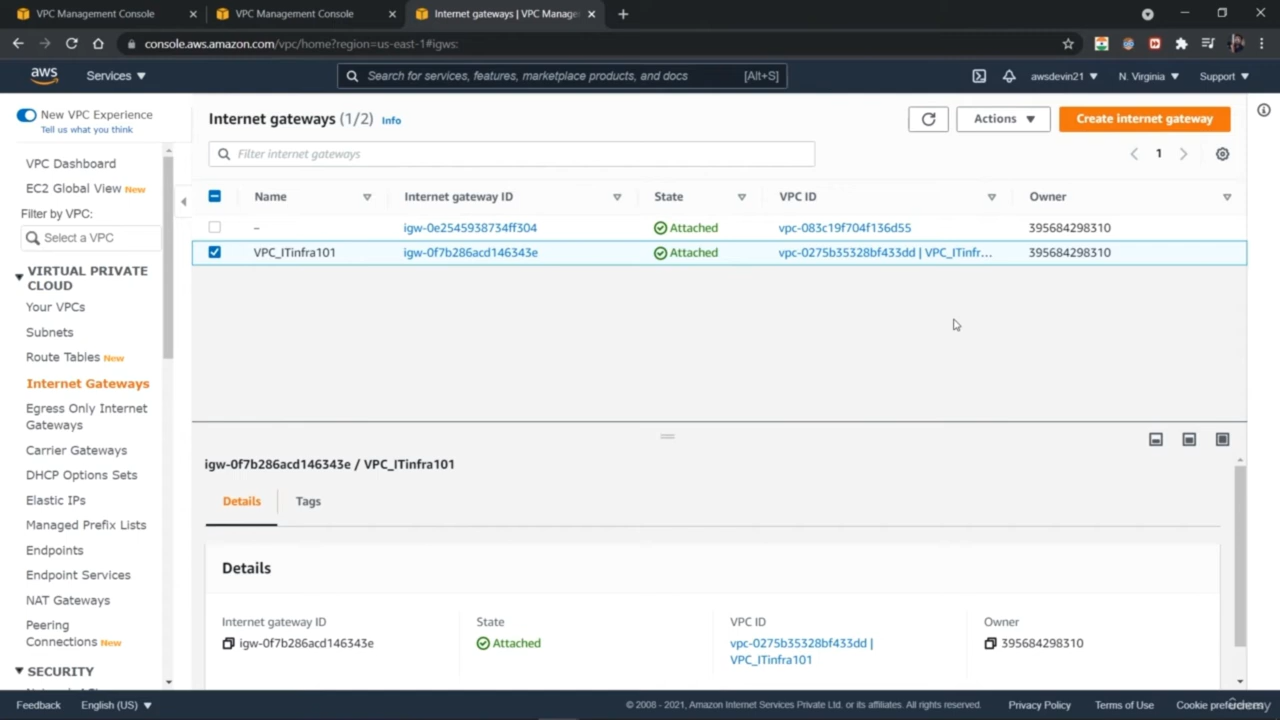 VPC Management Console
VPC Management Console
Internet gateways | VPC Manage
console.aws.amazon.com/vpc/home?region=us-east-1#igws:
aws
Services
Search for services, features, marketplace products, and docs
[Alt+S]
awsdevin21
N. Virginia
Support
New VPC Experience
Tell us what you think
VPC Dashboard
EC2 Global View New
Filter by VPC:
Select a VPC
VIRTUAL PRIVATE
CLOUD
Your VPCs
Subnets
Route Tables New
Internet Gateways
Egress Only Internet
Gateways
Carrier Gateways
DHCP Options Sets
Elastic IPs
Managed Prefix Lists
Endpoints
Endpoint Services
NAT Gateways
Peering
Connections New
SECURITY
Internet gateways (1/2) Info
Actions
Create internet gateway
Filter internet gateways
1
Name
Internet gateway ID
State
VPC ID
Owner
–
igw-0e2545938734ff304
Attached
vpc-083c19f704f136d55
395684298310
VPC_ITinfra101
igw-0f7b286acd146343e
Attached
vpc-0275b35328bf433dd | VPC_ITinfr...
395684298310
igw-0f7b286acd146343e / VPC_ITinfra101
Details
Tags
Details
Internet gateway ID
igw-0f7b286acd146343e
State
Attached
VPC ID
vpc-0275b35328bf433dd |
VPC_ITinfra101
Owner
395684298310
Feedback
English (US)
© 2008 - 2021, Amazon Internet Services Private Ltd. or its affiliates. All rights reserved.
Privacy Policy
Terms of Use
Cookie preferences
Udemy